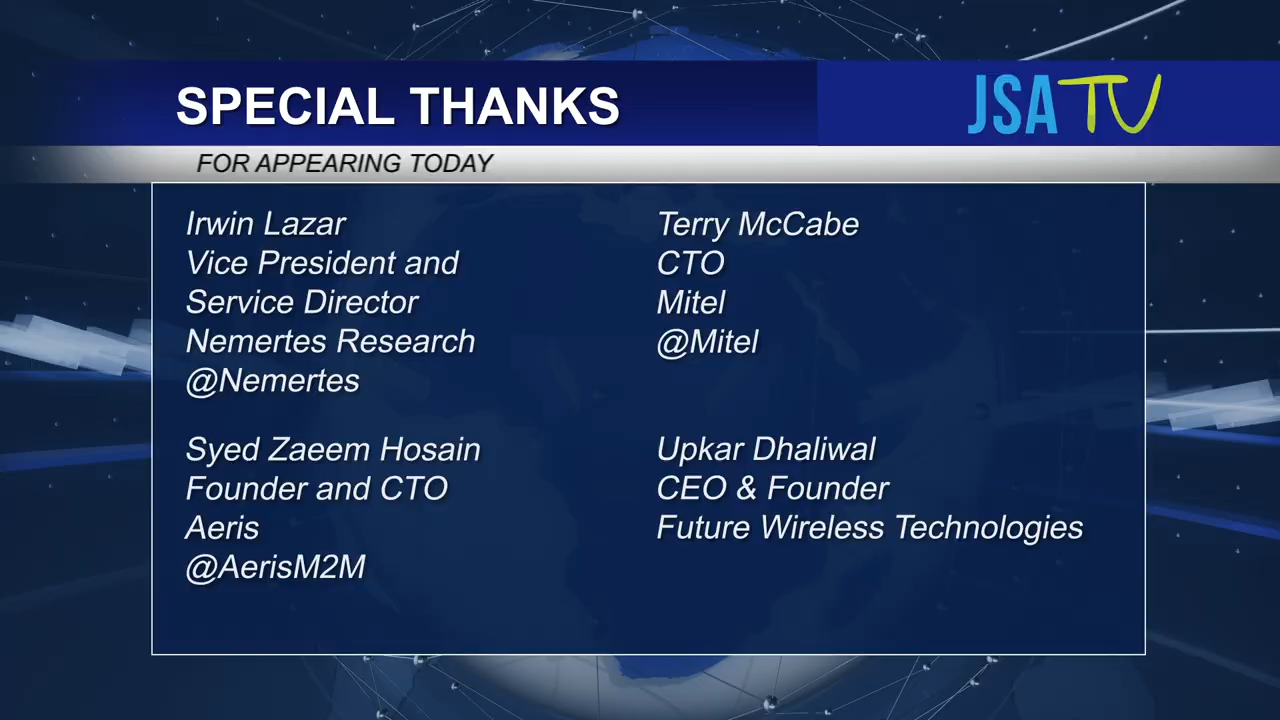 SPECIAL THANKS
JSA TV
FOR APPEARING TODAY
Irwin Lazar
Vice President and
Service Director
Nemertes Research
@Nemertes
Terry McCabe
CTO
Mitel
@Mitel
Syed Zaeem Hosain
Founder and CTO
Aeris
@AerisM2M
Upkar Dhaliwal
CEO & Founder
Future Wireless Technologies